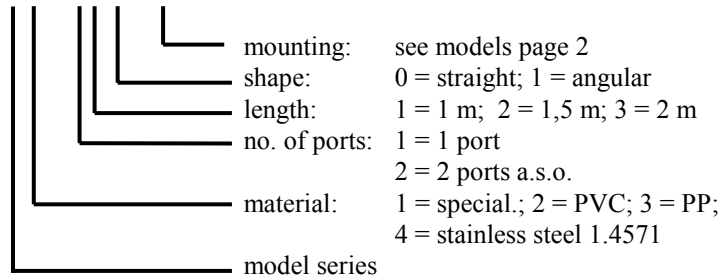 mounting: see models page 2
shape: 0 = straight; 1 = angular
length: 1 = 1 m; 2 = 1,5 m; 3 = 2 m
no. of ports: 1 = 1 port
2 = 2 ports a.s.o.
material: 1 = special.; 2 = PVC; 3 = PP;
4 = stainless steel 1.4571
model series